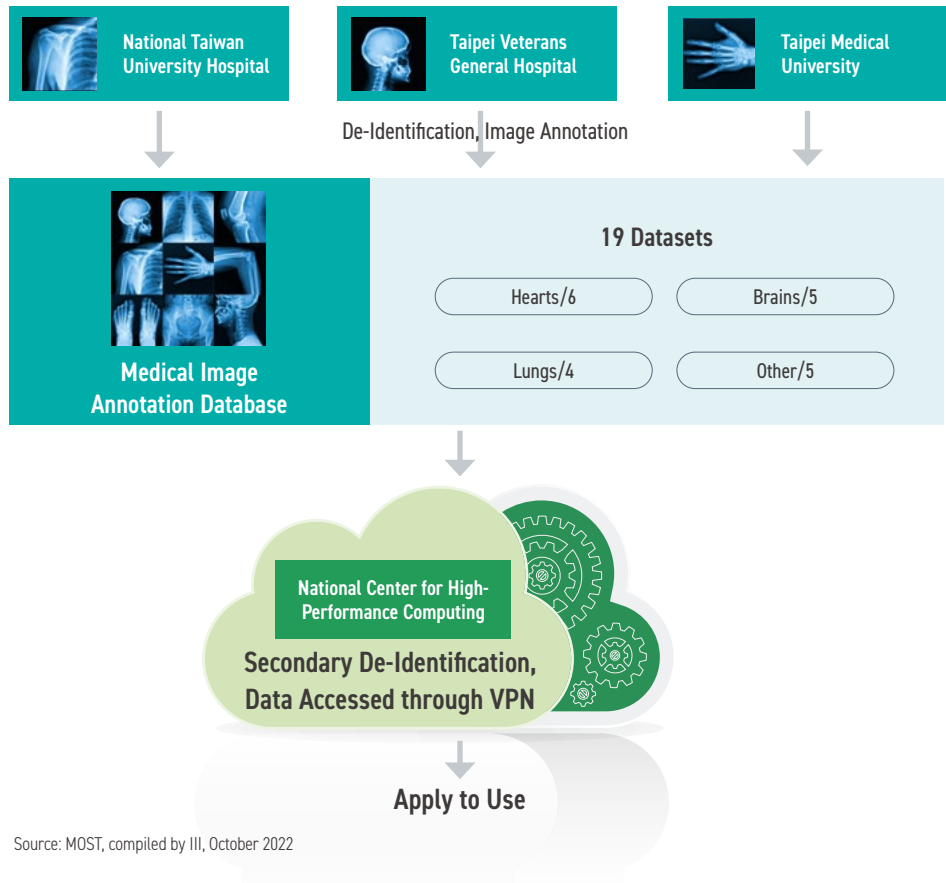 National Taiwan
University Hospital
Taipei Veterans
General Hospital
Taipei Medical
University
De-Identification, Image Annotation
Medical Image
Annotation Database
19 Datasets
Hearts/6
Brains/5
Lungs/4
Other/5
National Center for High-
Performance Computing
Secondary De-Identification,
Data Accessed through VPN
Apply to Use
Source: MOST, compiled by III, October 2022